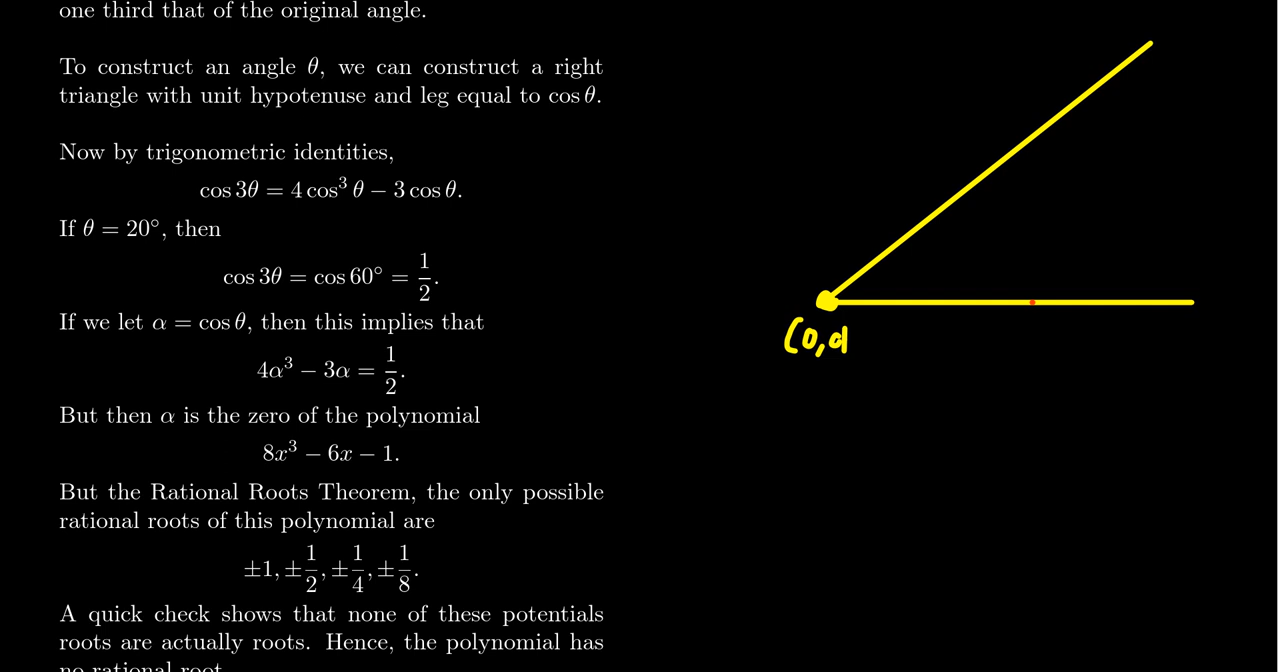 one third that of the original angle.
To construct an angle θ, we can construct a right
triangle with unit hypotenuse and leg equal to cos θ.
Now by trigonometric identities,
cos 3θ = 4 cos³ θ − 3 cos θ.
If θ = 20°, then
cos 3θ = cos 60° = 1/2.
If we let α = cos θ, then this implies that
4α³ − 3α = 1/2.
But then α is the zero of the polynomial
8x³ − 6x − 1.
But the Rational Roots Theorem, the only possible
rational roots of this polynomial are
±1, ±1/2, ±1/4, ±1/8.
A quick check shows that none of these potentials
roots are actually roots. Hence, the polynomial has
no rational root
(0,